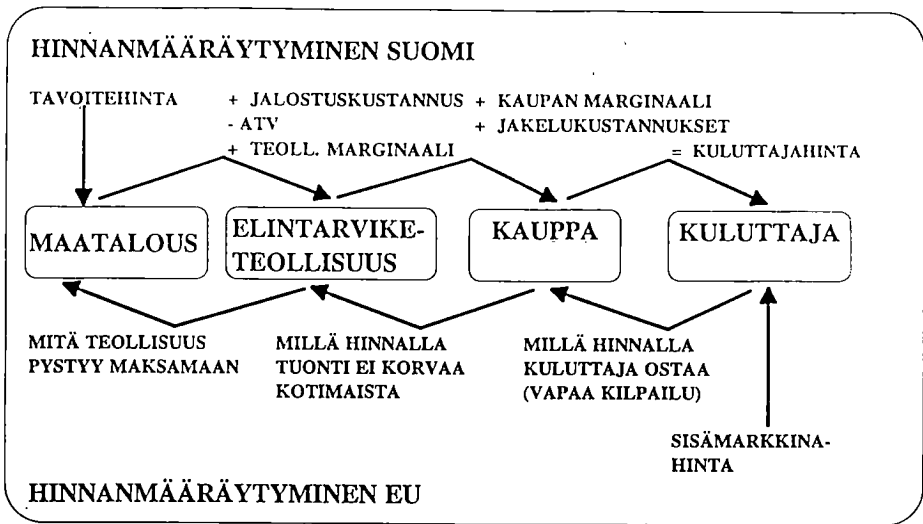 HINNANMÄÄRÄYTYMINEN SUOMI
TAVOITEHINTA
+ JALOSTUSKUSTANNUS
- ATV
+ TEOLL. MARGINAALI
+ KAUPAN MARGINAALI
+ JAKELUKUSTANNUKSET
= KULUTTAJAHINTA
MAATALOUS
ELINTARVIKE-
TEOLLISUUS
KAUPPA
KULUTTAJA
MITÄ TEOLLISUUS
PYSTYY MAKSAMAAN
MILLÄ HINNALLA
TUONTI EI KORVAA
KOTIMAISTA
MILLÄ HINNALLA
KULUTTAJA OSTAA
(VAPAA KILPAILU)
SISÄMARKKINA-
HINTA
HINNANMÄÄRÄYTYMINEN EU